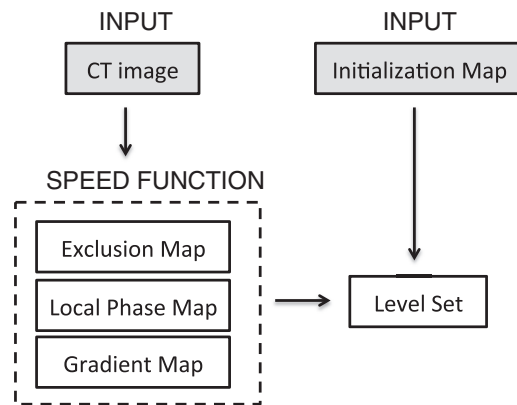 INPUT
INPUT
CT image
Initialization Map
SPEED FUNCTION
Exclusion Map
Local Phase Map
Level Set
Gradient Map